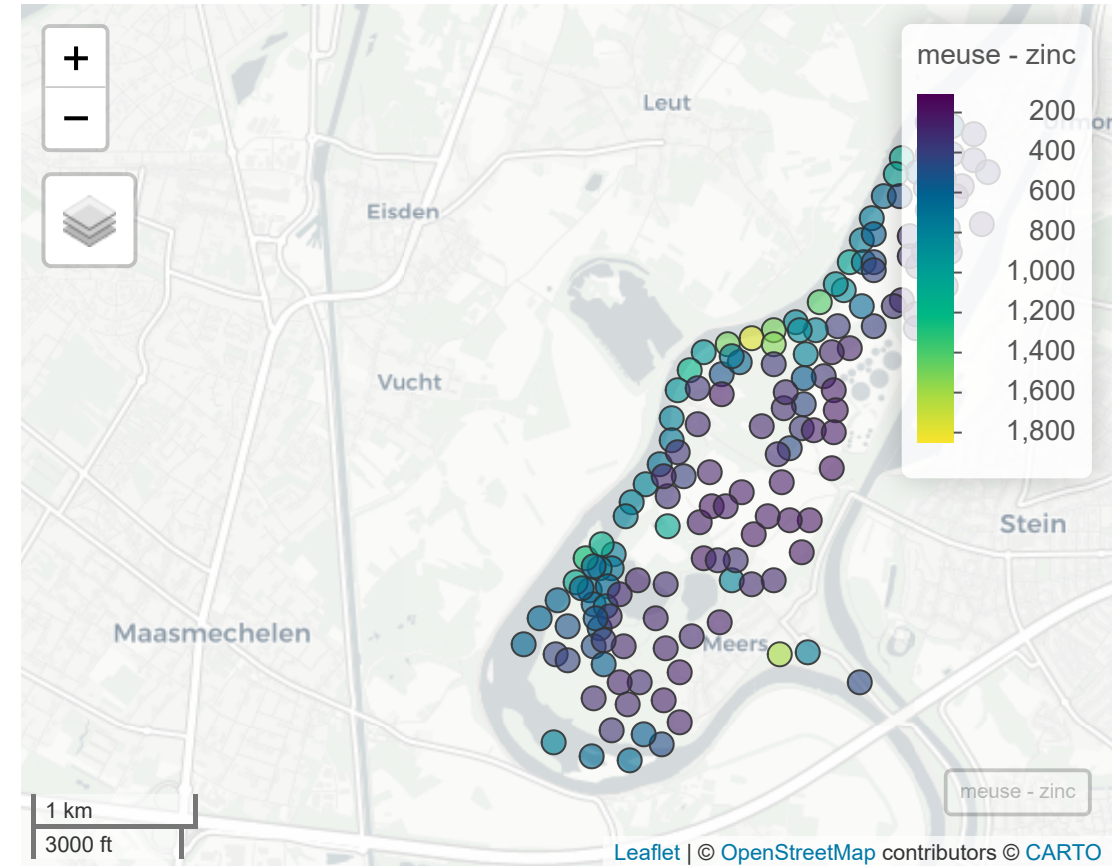 +
−
meuse - zinc
200
400
600
800
1,000
1,200
1,400
1,600
1,800
Leut
Eisden
Vucht
Stein
Maasmechelen
Meers
meuse - zinc
1 km
3000 ft
Leaflet | © OpenStreetMap contributors © CARTO